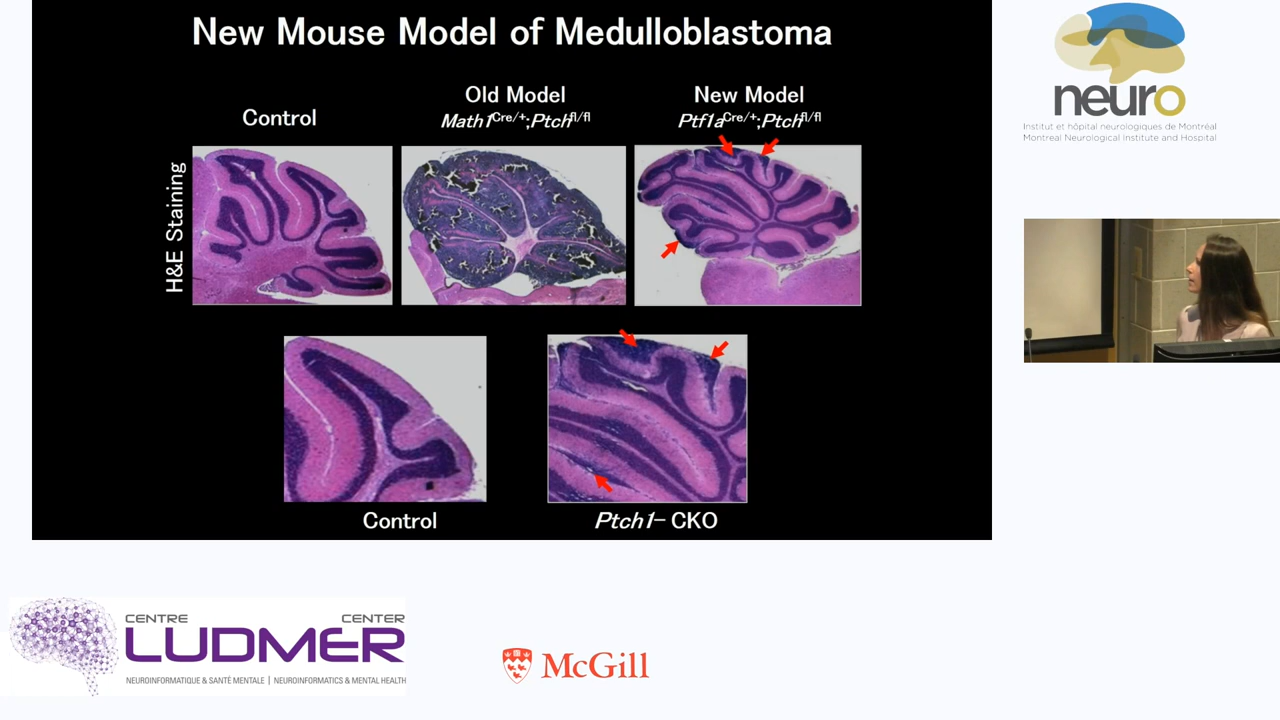 New Mouse Model of Medulloblastoma
Control
Old Model
Math1Cre/+;Ptchfl/fl
New Model
Ptf1aCre/+;Ptchfl/fl
H&E Staining
Control
Ptch1- CKO
neuro
Institut et hôpital neurologiques de Montréal
Montreal Neurological Institute and Hospital
CENTRE CENTER
LUDMER
NEUROINFORMATIQUE & SANTÉ MENTALE | NEUROINFORMATICS & MENTAL HEALTH
McGill